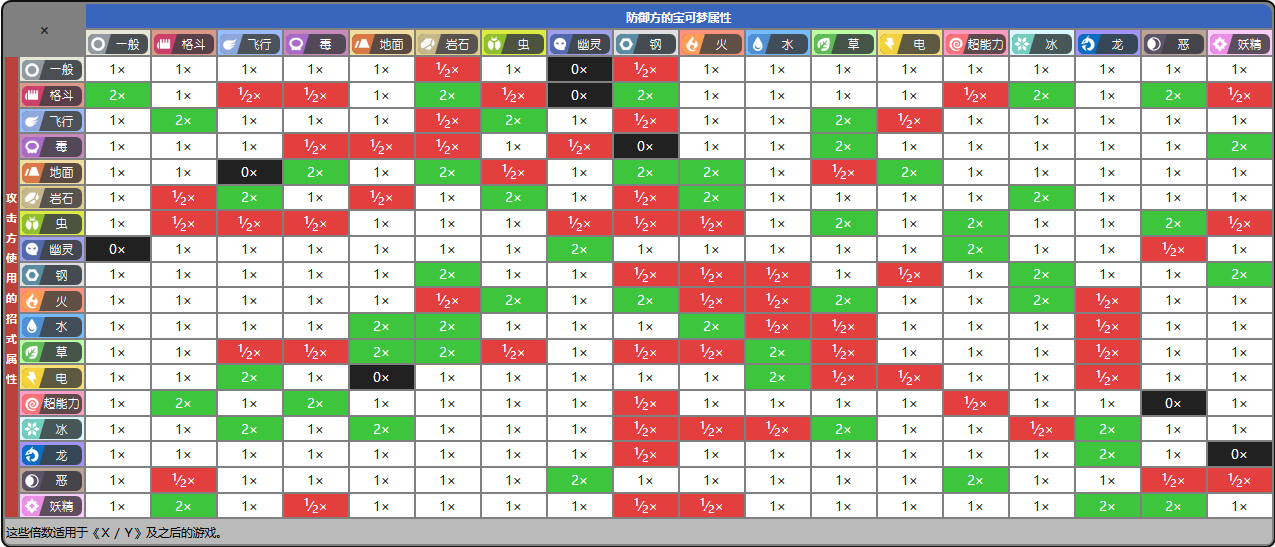 防御方的宝可梦属性
×
一般 格斗 飞行 毒 地面 岩石 虫 幽灵 钢 火 水 草 电 超能力 冰 龙 恶 妖精
攻击方使用的招式属性
一般 1× 1× 1× 1× 1× ½× 1× 0× ½× 1× 1× 1× 1× 1× 1× 1× 1× 1×
格斗 2× 1× ½× ½× 1× 2× ½× 0× 2× 1× 1× 1× 1× ½× 2× 1× 2× ½×
飞行 1× 2× 1× 1× 1× ½× 2× 1× ½× 1× 1× 2× ½× 1× 1× 1× 1× 1×
毒 1× 1× 1× ½× ½× ½× 1× ½× 0× 1× 1× 2× 1× 1× 1× 1× 1× 2×
地面 1× 1× 0× 2× 1× 2× ½× 1× 2× 2× 1× ½× 2× 1× 1× 1× 1× 1×
岩石 1× ½× 2× 1× ½× 1× 2× 1× ½× 2× 1× 1× 1× 1× 2× 1× 1× 1×
虫 1× ½× ½× ½× 1× 1× 1× ½× ½× ½× 1× 2× 1× 2× 1× 1× 2× ½×
幽灵 0× 1× 1× 1× 1× 1× 1× 2× 1× 1× 1× 1× 1× 2× 1× 1× ½× 1×
钢 1× 1× 1× 1× 1× 2× 1× 1× ½× ½× ½× 1× ½× 1× 2× 1× 1× 2×
火 1× 1× 1× 1× 1× ½× 2× 1× 2× ½× ½× 2× 1× 1× 2× ½× 1× 1×
水 1× 1× 1× 1× 2× 2× 1× 1× 1× 2× ½× ½× 1× 1× 1× ½× 1× 1×
草 1× 1× ½× ½× 2× 2× ½× 1× ½× ½× 2× ½× 1× 1× 1× ½× 1× 1×
电 1× 1× 2× 1× 0× 1× 1× 1× 1× 1× 2× ½× ½× 1× 1× ½× 1× 1×
超能力 1× 2× 1× 2× 1× 1× 1× 1× ½× 1× 1× 1× 1× ½× 1× 1× 0× 1×
冰 1× 1× 2× 1× 2× 1× 1× 1× ½× ½× ½× 2× 1× 1× ½× 2× 1× 1×
龙 1× 1× 1× 1× 1× 1× 1× 1× ½× 1× 1× 1× 1× 1× 1× 2× 1× 0×
恶 1× ½× 1× 1× 1× 1× 1× 2× 1× 1× 1× 1× 1× 2× 1× 1× ½× ½×
妖精 1× 2× 1× ½× 1× 1× 1× 1× ½× ½× 1× 1× 1× 1× 1× 2× 2× 1×
这些倍数适用于《X / Y》及之后的游戏。